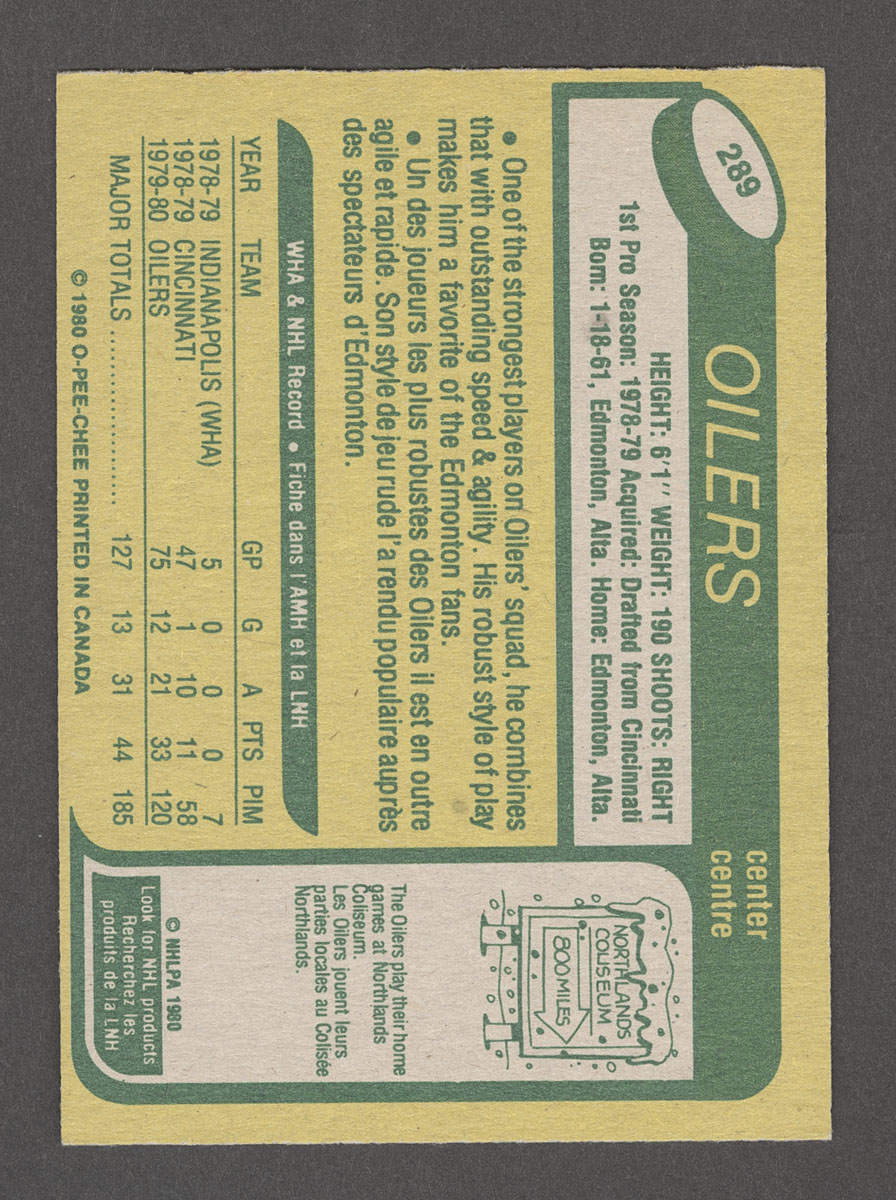 289
OILERS
center
centre
HEIGHT: 6'1" WEIGHT: 190 SHOOTS: RIGHT
1st Pro Season: 1978-79 Acquired: Drafted from Cincinnati
Born: 1-18-61, Edmonton, Alta. Home: Edmonton, Alta.
• One of the strongest players on Oilers' squad, he combines
that with outstanding speed & agility. His robust style of play
makes him a favorite of the Edmonton fans.
• Un des joueurs les plus robustes des Oilers il est en outre
agile et rapide. Son style de jeu rude l'a rendu populaire auprès
des spectateurs d'Edmonton.
WHA & NHL Record • Fiche dans l'AMH et la LNH
YEAR TEAM GP G A PTS PIM
1978-79 INDIANAPOLIS (WHA) 5 0 0 0 7
1978-79 CINCINNATI 47 1 10 11 58
1979-80 OILERS 75 12 21 33 120
MAJOR TOTALS .................... 127 13 31 44 185
© 1980 O-PEE-CHEE PRINTED IN CANADA
NORTHLANDS
COLISEUM
800 MILES
The Oilers play their home
games at Northlands
Coliseum.
Les Oilers jouent leurs
parties locales au Colisée
Northlands.
© NHLPA 1980
Look for NHL products
Recherchez les
produits de la LNH